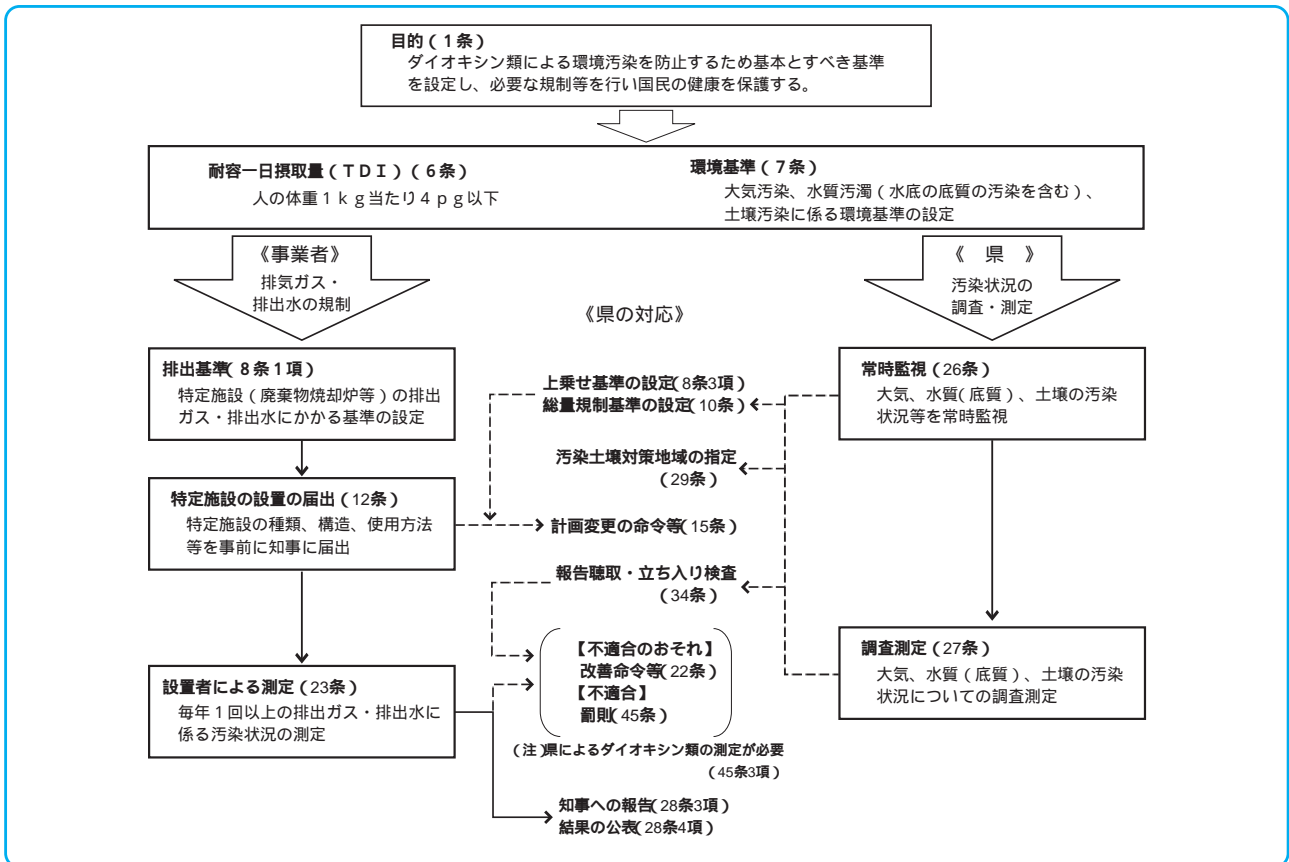 目的(1条)
ダイオキシン類による環境汚染を防止するため基本とすべき基準
を設定し、必要な規制等を行い国民の健康を保護する。
耐容一日摂取量(TDI)(6条)
人の体重1kg当たり4pg以下
環境基準(7条)
大気汚染、水質汚濁(水底の底質の汚染を含む)、
土壌汚染に係る環境基準の設定
《事業者》
排気ガス・
排出水の規制
《 県 》
汚染状況の
調査・測定
《県の対応》
排出基準(8条1項)
特定施設(廃棄物焼却炉等)の排出
ガス・排出水にかかる基準の設定
上乗せ基準の設定(8条3項)
総量規制基準の設定(10条)
常時監視(26条)
大気、水質(底質)、土壌の汚染
状況等を常時監視
汚染土壌対策地域の指定
(29条)
特定施設の設置の届出(12条)
特定施設の種類、構造、使用方法
等を事前に知事に届出
計画変更の命令等(15条)
報告聴取・立ち入り検査
(34条)
【不適合のおそれ】
改善命令等(22条)
【不適合】
罰則(45条)
調査測定(27条)
大気、水質(底質)、土壌の汚染
状況についての調査測定
設置者による測定(23条)
毎年1回以上の排出ガス・排出水に
係る汚染状況の測定
(注)県によるダイオキシン類の測定が必要
(45条3項)
知事への報告(28条3項)
結果の公表(28条4項)